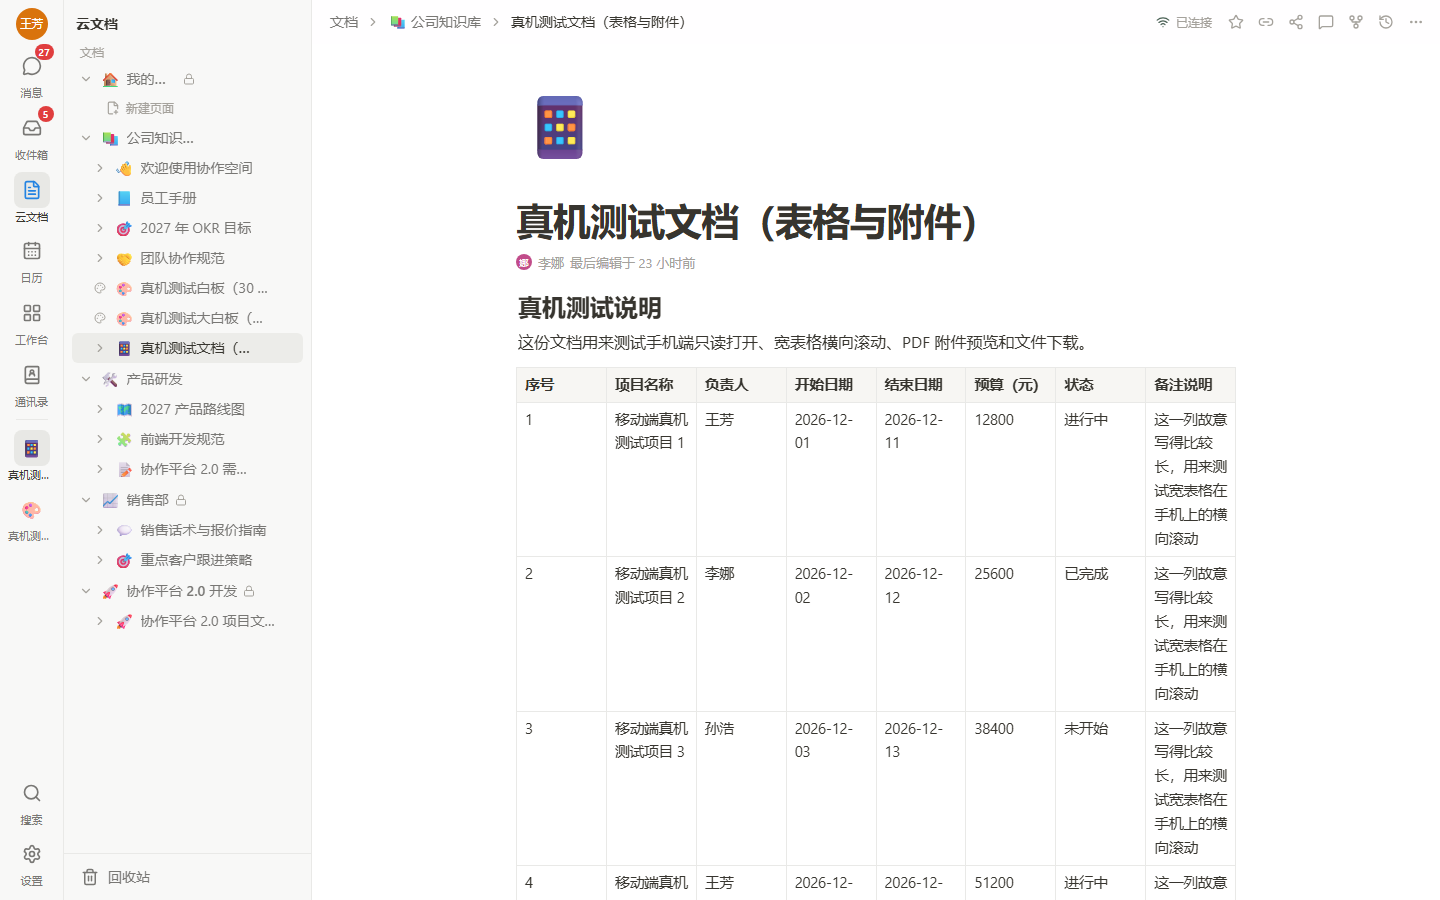 王芳
27
消息
5
收件箱
云文档
日历
工作台
通讯录
真机测...
真机测...
搜索
设置
云文档
文档
我的...
新建页面
公司知识...
欢迎使用协作空间
员工手册
2027 年 OKR 目标
团队协作规范
真机测试白板（30 ...
真机测试大白板（...
真机测试文档（...
产品研发
2027 产品路线图
前端开发规范
协作平台 2.0 需...
销售部
销售话术与报价指南
重点客户跟进策略
协作平台 2.0 开发
协作平台 2.0 项目文...
回收站
文档 公司知识库 真机测试文档（表格与附件）
已连接
真机测试文档（表格与附件）
娜 李娜 最后编辑于 23 小时前
真机测试说明
这份文档用来测试手机端只读打开、宽表格横向滚动、PDF 附件预览和文件下载。
序号 项目名称 负责人 开始日期 结束日期 预算（元） 状态 备注说明
1 移动端真机 王芳 2026-12- 2026-12- 12800 进行中 这一列故意
测试项目 1 01 11 写得比较
长，用来测
试宽表格在
手机上的横
向滚动
2 移动端真机 李娜 2026-12- 2026-12- 25600 已完成 这一列故意
测试项目 2 02 12 写得比较
长，用来测
试宽表格在
手机上的横
向滚动
3 移动端真机 孙浩 2026-12- 2026-12- 38400 未开始 这一列故意
测试项目 3 03 13 写得比较
长，用来测
试宽表格在
手机上的横
向滚动
4 移动端真机 王芳 2026-12- 2026-12- 51200 进行中 这一列故意